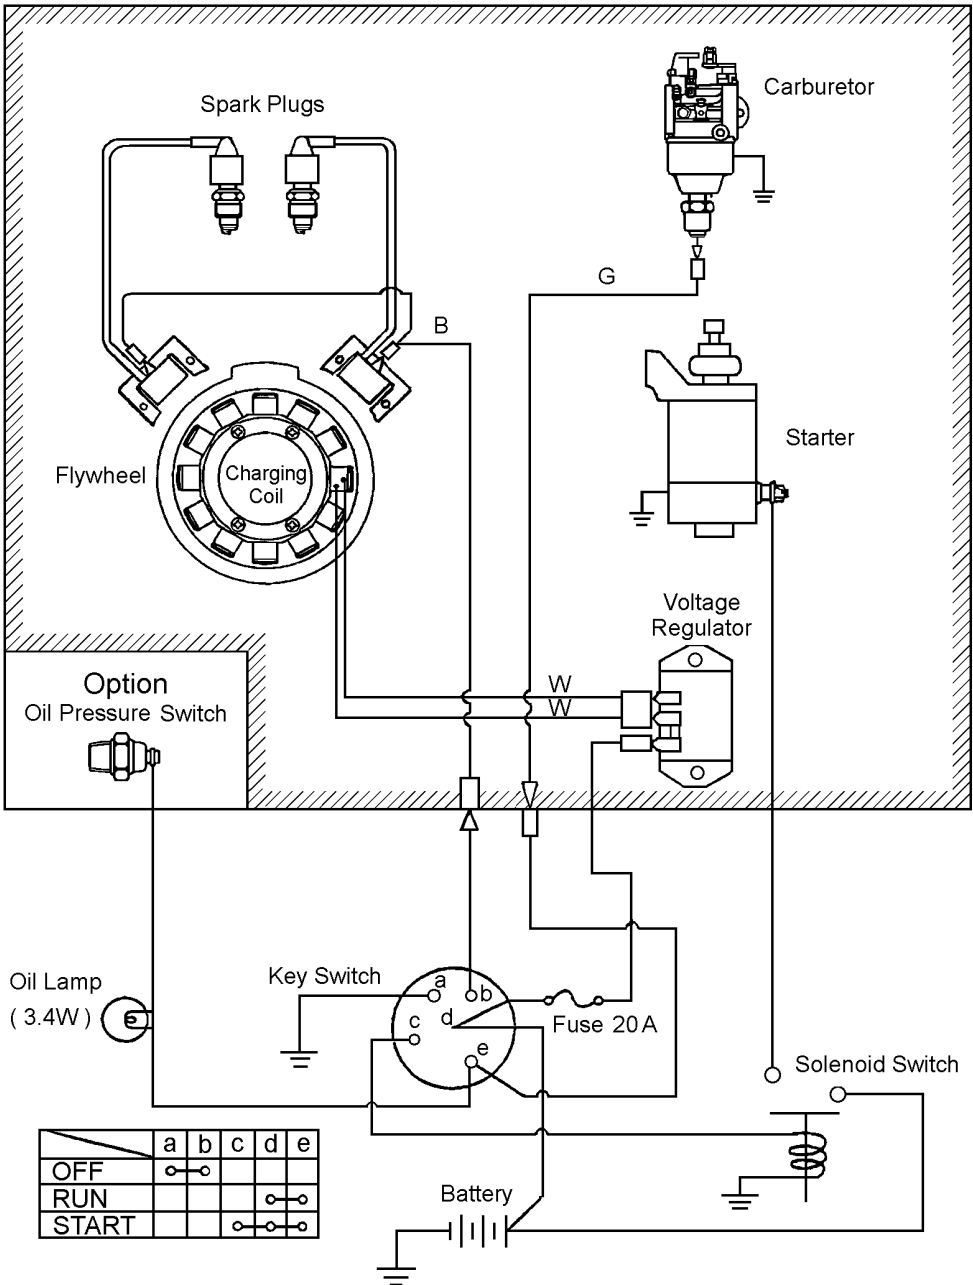 Spark Plugs
Carburetor
G
B
Starter
Flywheel
Charging
Coil
Voltage
Regulator
W
W
Option
Oil Pressure Switch
Oil Lamp
( 3.4W )
Key Switch
a
b
c
d
e
Fuse 20A
Solenoid Switch
a b c d e
OFF
RUN
START
Battery